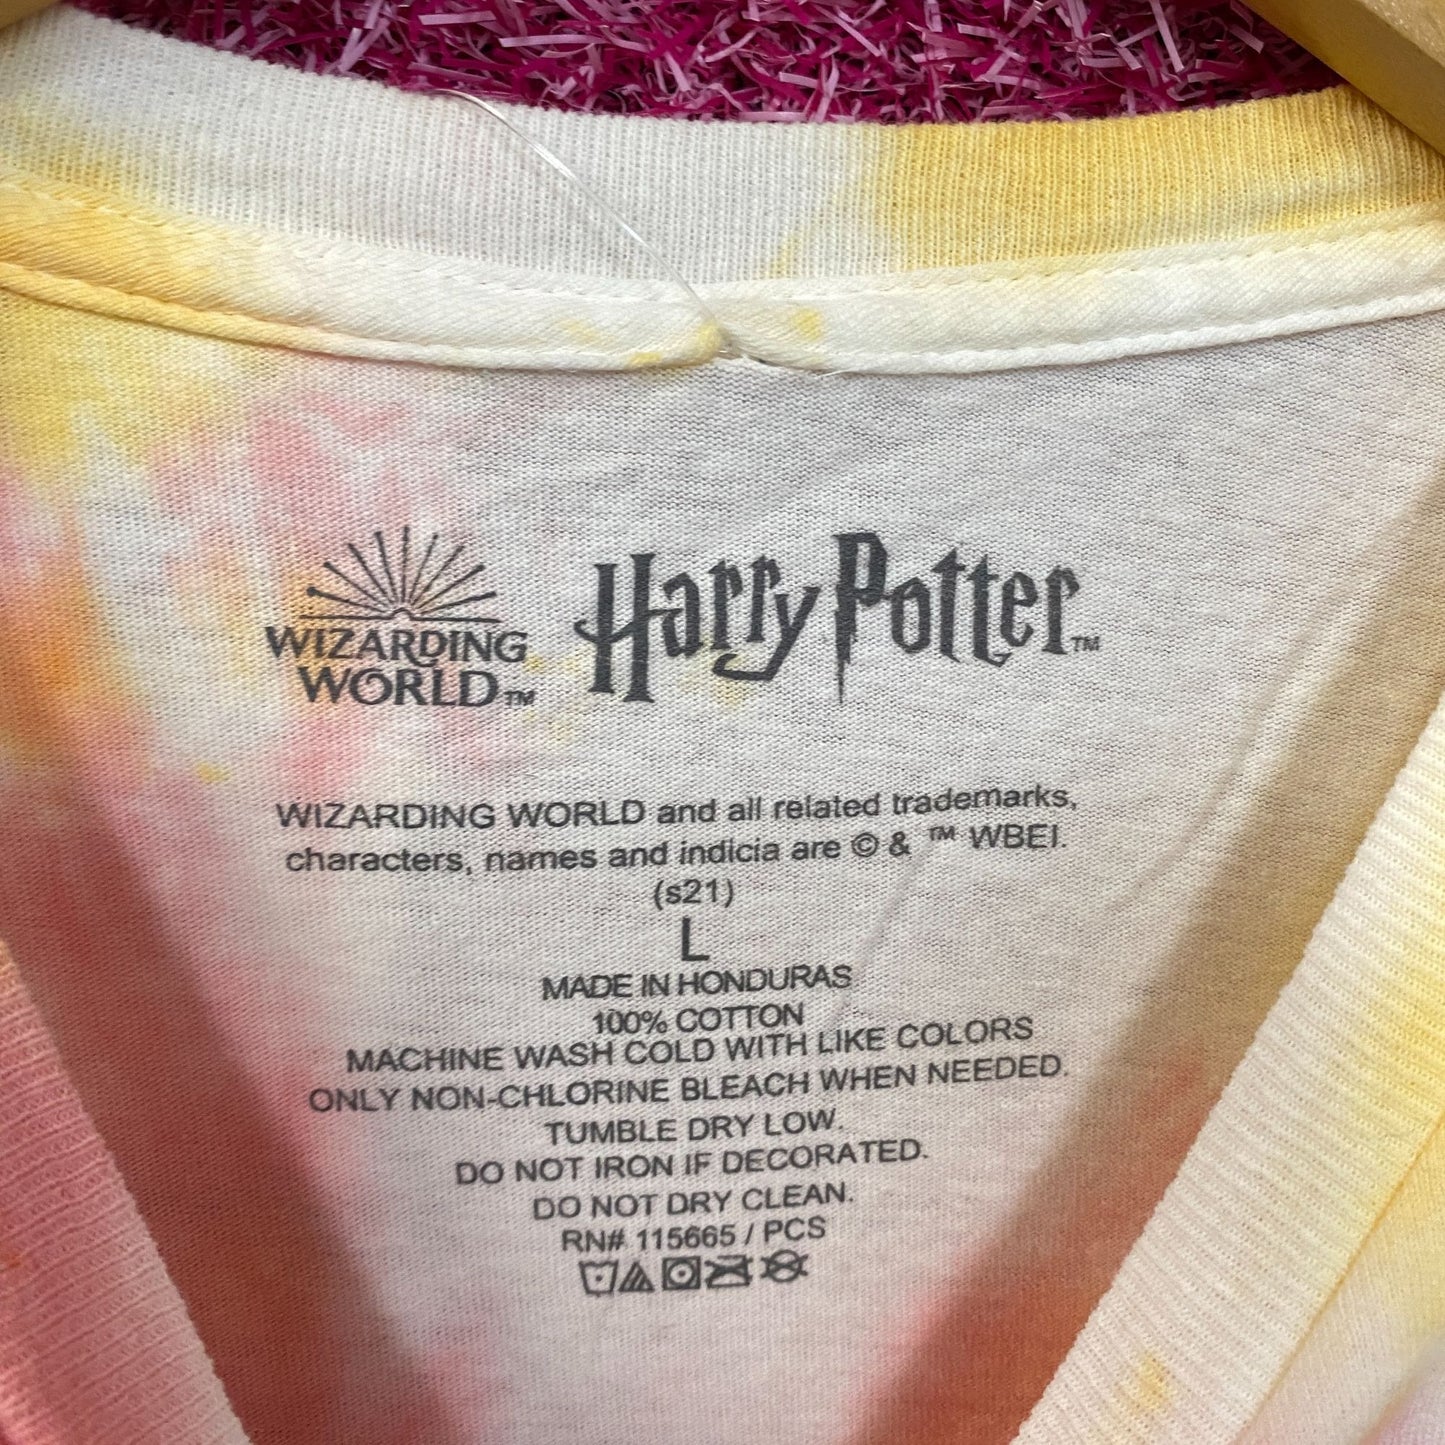 WIZARDING
WORLD™
Harry Potter™
WIZARDING WORLD and all related trademarks,
characters, names and indicia are © & ™ WBEI.
(s21)
L
MADE IN HONDURAS
100% COTTON
MACHINE WASH COLD WITH LIKE COLORS
ONLY NON-CHLORINE BLEACH WHEN NEEDED.
TUMBLE DRY LOW.
DO NOT IRON IF DECORATED.
DO NOT DRY CLEAN.
RN# 115665 / PCS